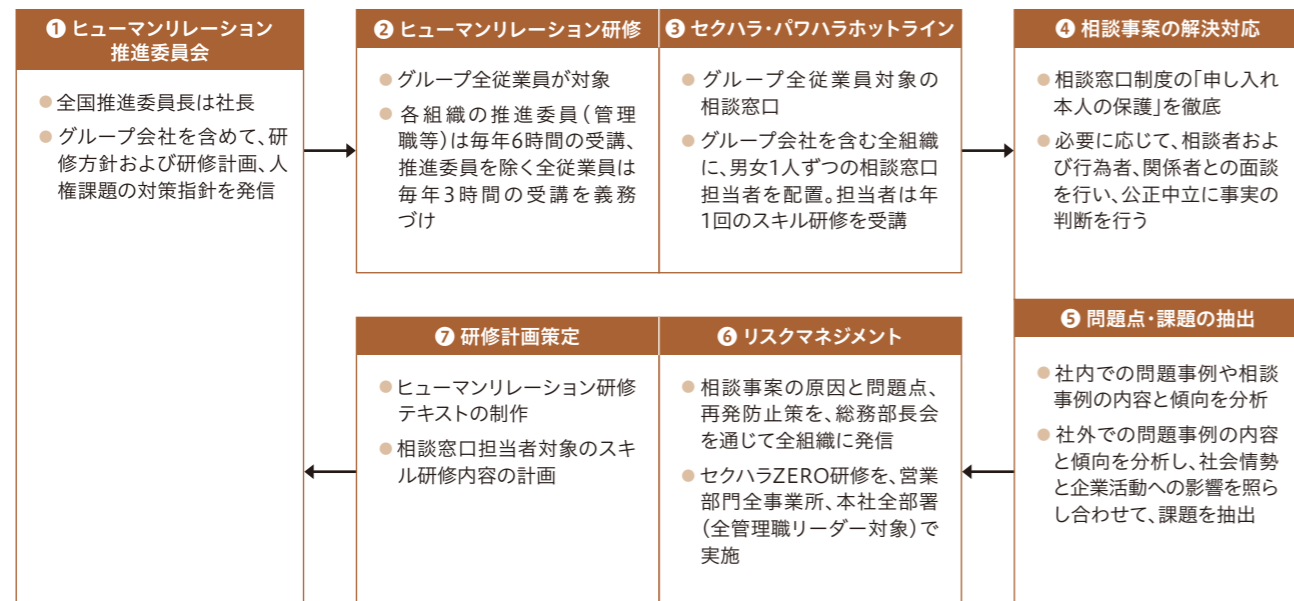 ❶ ヒューマンリレーション
推進委員会
● 全国推進委員長は社長
● グループ会社を含めて、研
修方針および研修計画、人
権課題の対策指針を発信
❷ ヒューマンリレーション研修
● グループ全従業員が対象
● 各組織の推進委員（管理
職等）は毎年6時間の受講、
推進委員を除く全従業員は
毎年3時間の受講を義務
づけ
❸ セクハラ・パワハラホットライン
● グループ全従業員対象の
相談窓口
● グループ会社を含む全組織
に、男女1人ずつの相談窓口
担当者を配置。担当者は年
1回のスキル研修を受講
❹ 相談事案の解決対応
● 相談窓口制度の「申し入れ
本人の保護」を徹底
● 必要に応じて、相談者およ
び行為者、関係者との面談
を行い、公正中立に事実の
判断を行う
❺ 問題点・課題の抽出
● 社内での問題事例や相談
事例の内容と傾向を分析
● 社外での問題事例の内容
と傾向を分析し、社会情勢
と企業活動への影響を照ら
し合わせて、課題を抽出
❻ リスクマネジメント
● 相談事案の原因と問題点、
再発防止策を、総務部長会
を通じて全組織に発信
● セクハラZERO研修を、営業
部門全事業所、本社全部署
（全管理職リーダー対象）で
実施
❼ 研修計画策定
● ヒューマンリレーション研修
テキストの制作
● 相談窓口担当者対象のスキ
ル研修内容の計画